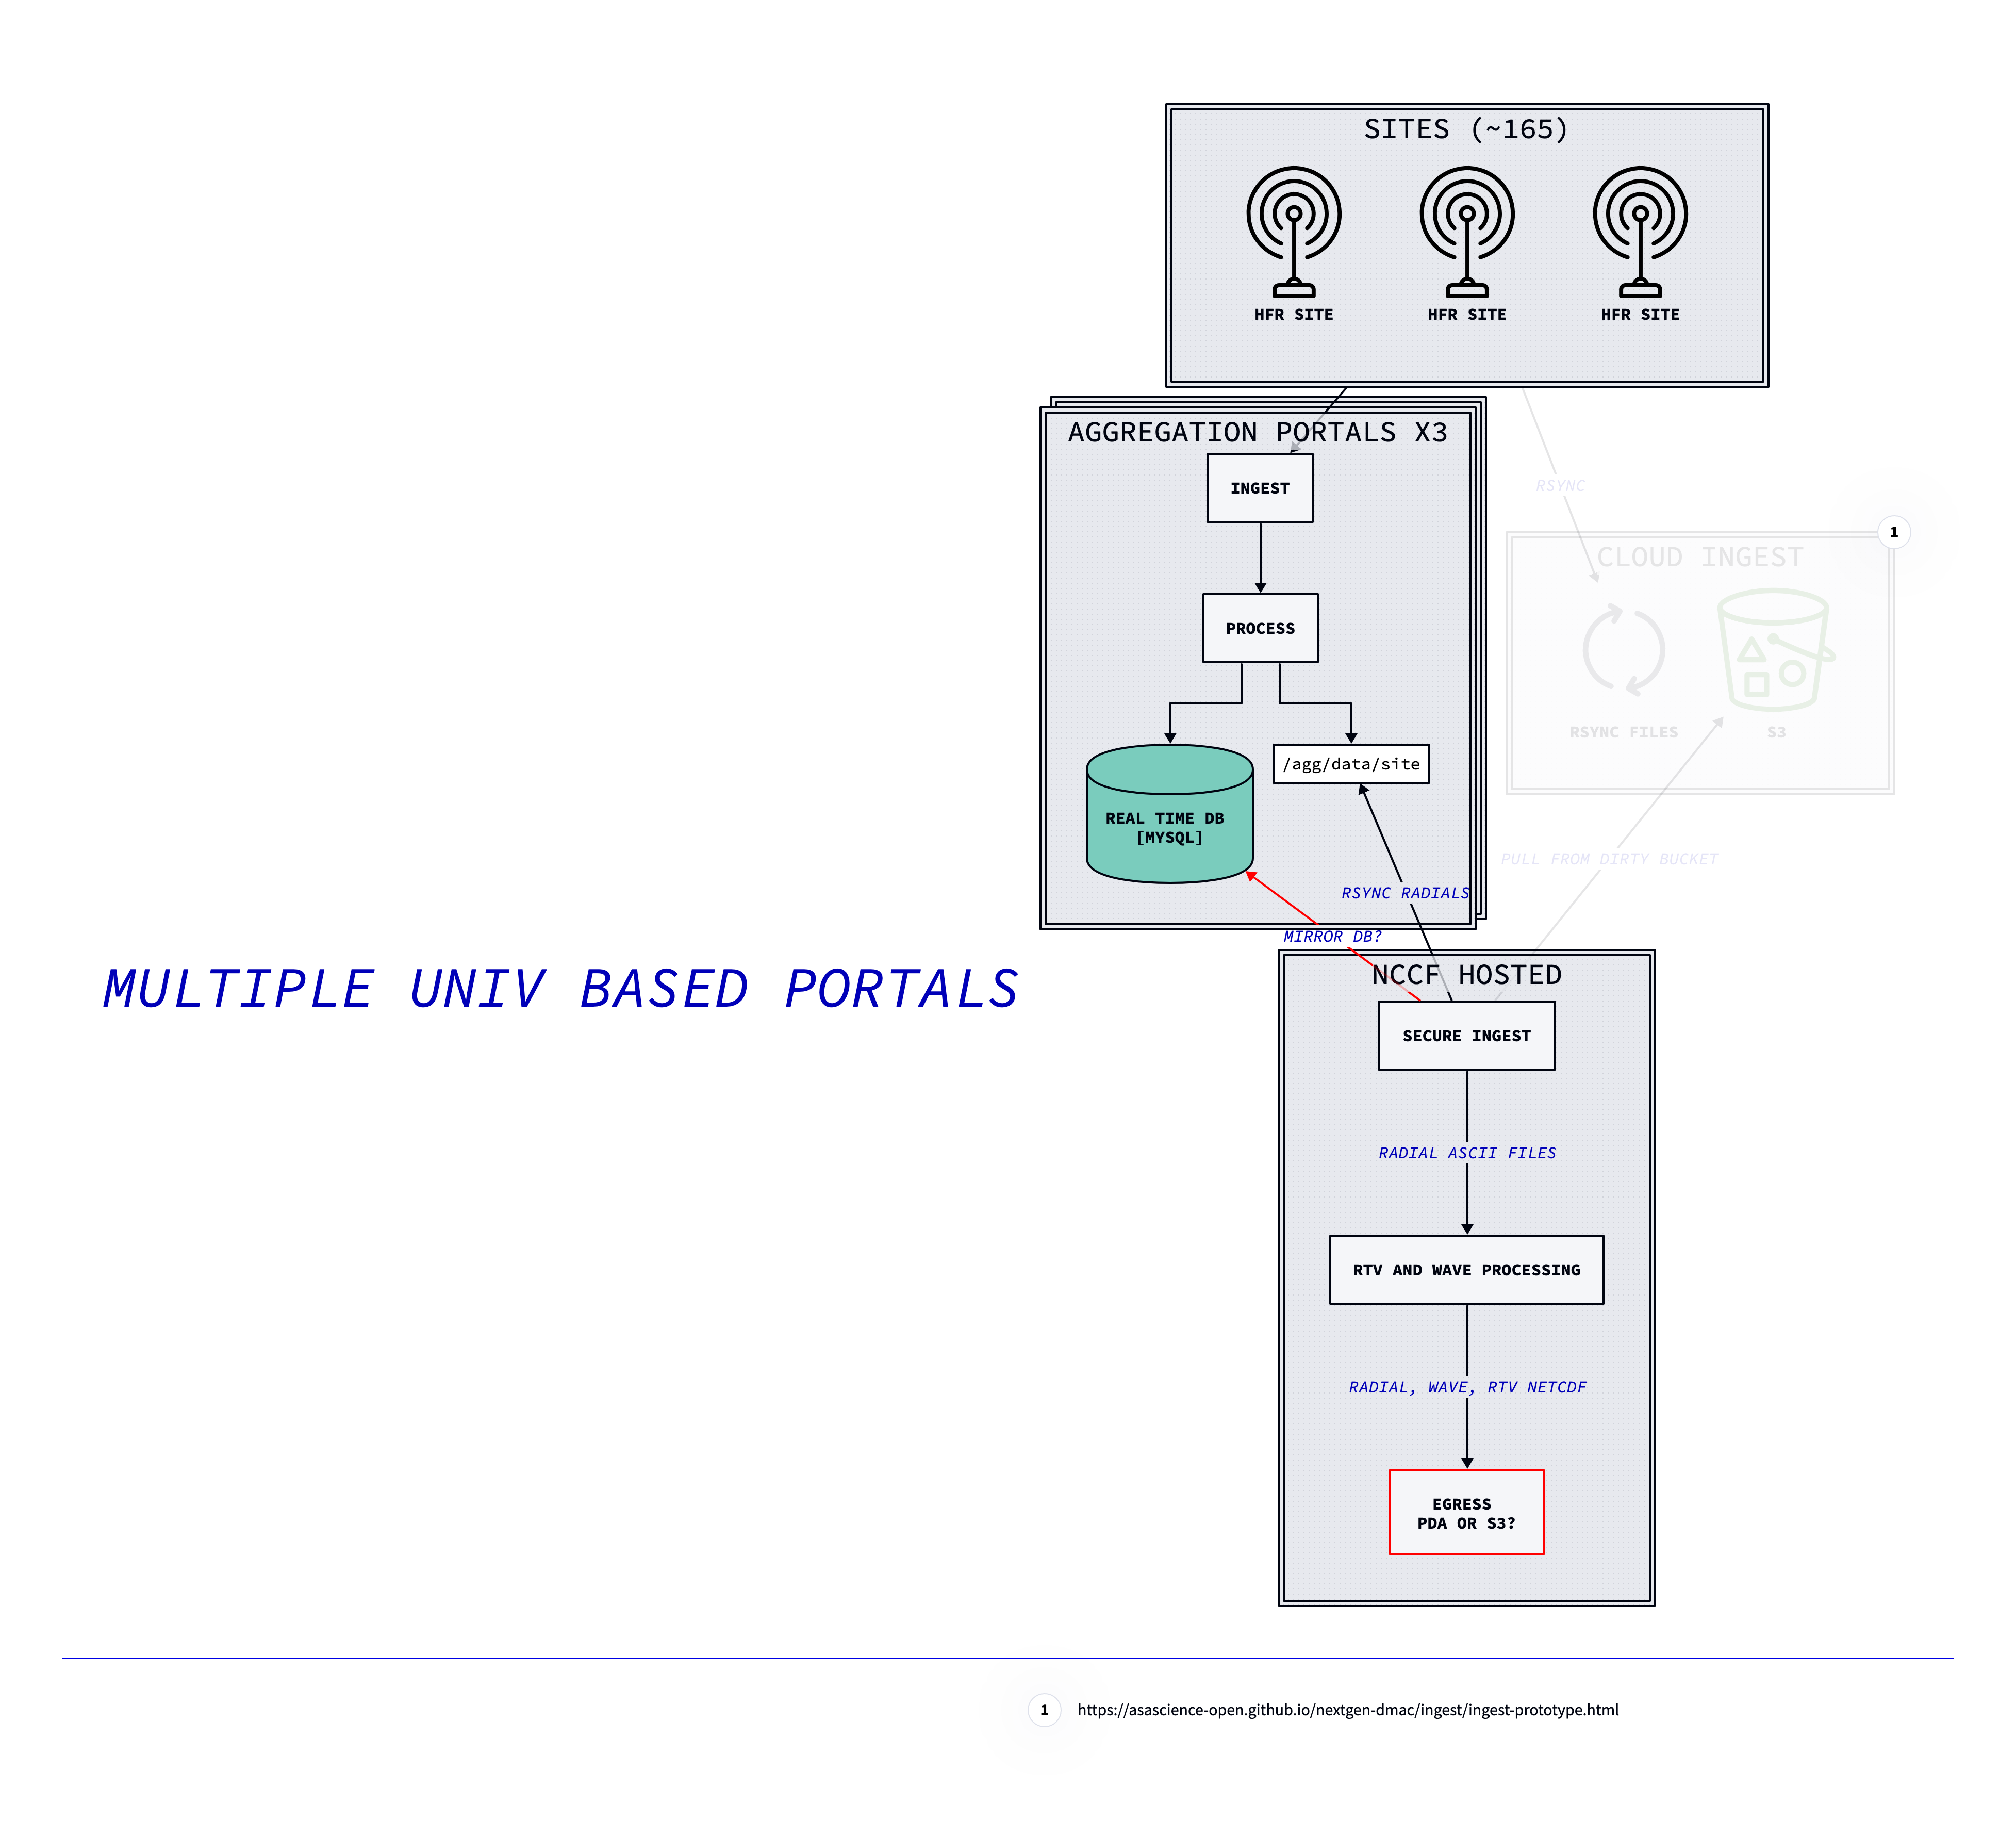 SITES (~165)
HFR SITE
HFR SITE
HFR SITE
AGGREGATION PORTALS X3
INGEST
PROCESS
REAL TIME DB
[MYSQL]
/agg/data/site
RSYNC RADIALS
MIRROR DB?
RSYNC
1
CLOUD INGEST
RSYNC FILES
S3
PULL FROM DIRTY BUCKET
MULTIPLE UNIV BASED PORTALS
NCCF HOSTED
SECURE INGEST
RADIAL ASCII FILES
RTV AND WAVE PROCESSING
RADIAL, WAVE, RTV NETCDF
EGRESS
PDA OR S3?
1 https://asascience-open.github.io/nextgen-dmac/ingest/ingest-prototype.html